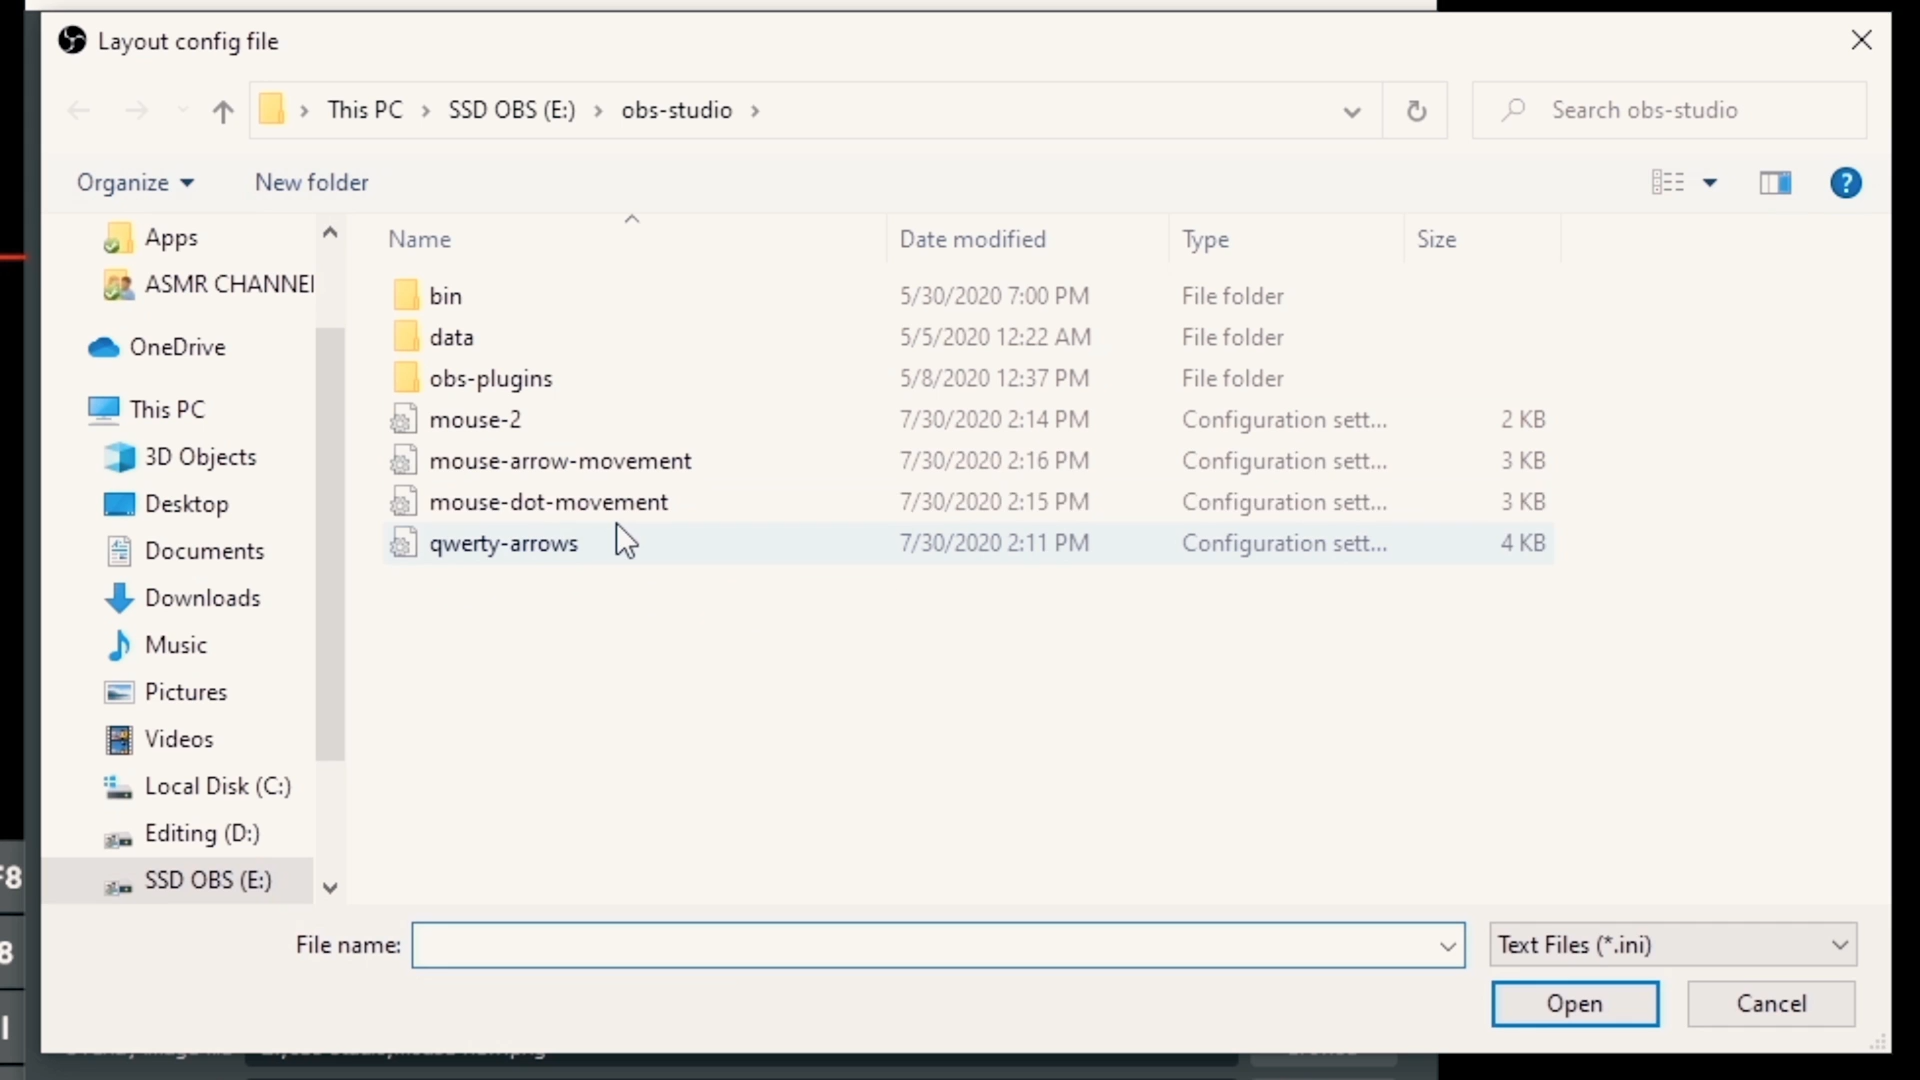 Layout config file
This PC > SSD OBS (E:) > obs-studio >
Search obs-studio
Organize
New folder
Name
Date modified
Type
Size
Apps
ASMR CHANNEL
OneDrive
This PC
3D Objects
Desktop
Documents
Downloads
Music
Pictures
Videos
Local Disk (C:)
Editing (D:)
SSD OBS (E:)
bin 5/30/2020 7:00 PM File folder
data 5/5/2020 12:22 AM File folder
obs-plugins 5/8/2020 12:37 PM File folder
mouse-2 7/30/2020 2:14 PM Configuration sett... 2 KB
mouse-arrow-movement 7/30/2020 2:16 PM Configuration sett... 3 KB
mouse-dot-movement 7/30/2020 2:15 PM Configuration sett... 3 KB
qwerty-arrows 7/30/2020 2:11 PM Configuration sett... 4 KB
F8
8
File name:
Text Files (*.ini)
Open
Cancel